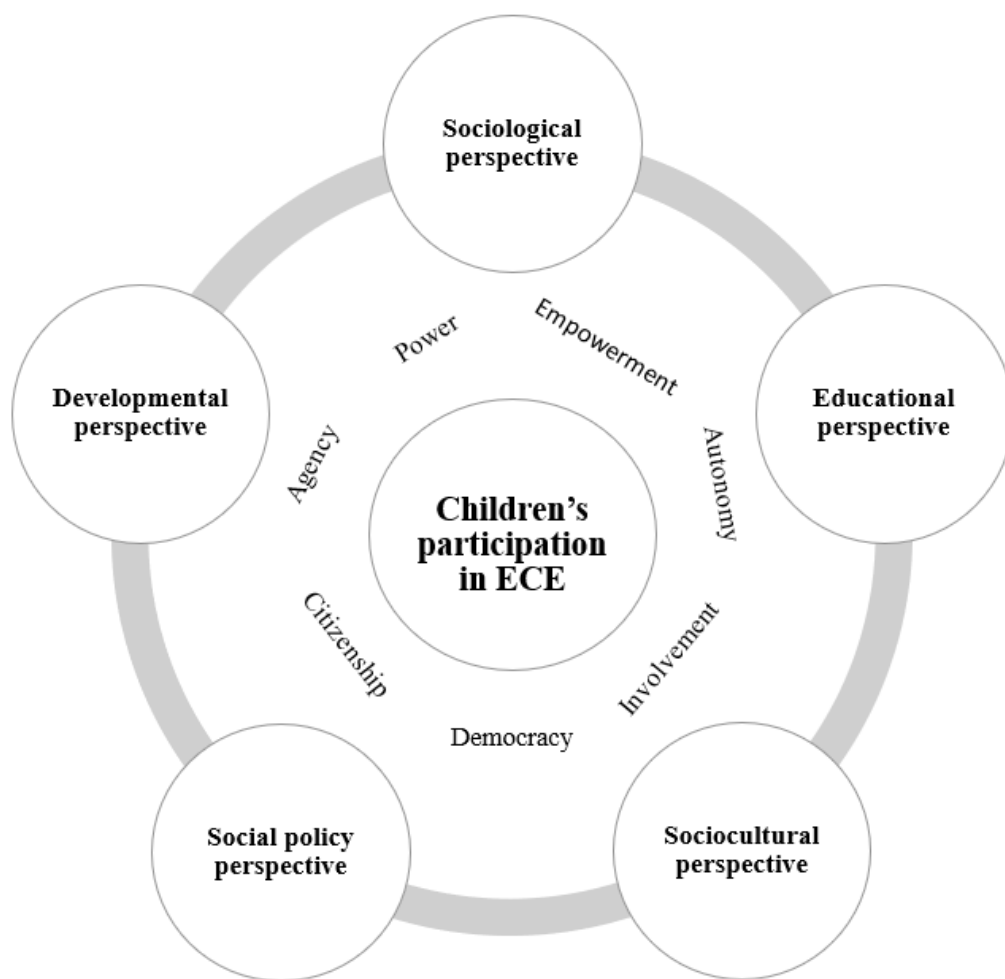 Sociological
perspective
Power
Empowerment
Developmental
perspective
Educational
perspective
Agency
Autonomy
Children’s
participation
in ECE
Citizenship
Involvement
Democracy
Social policy
perspective
Sociocultural
perspective